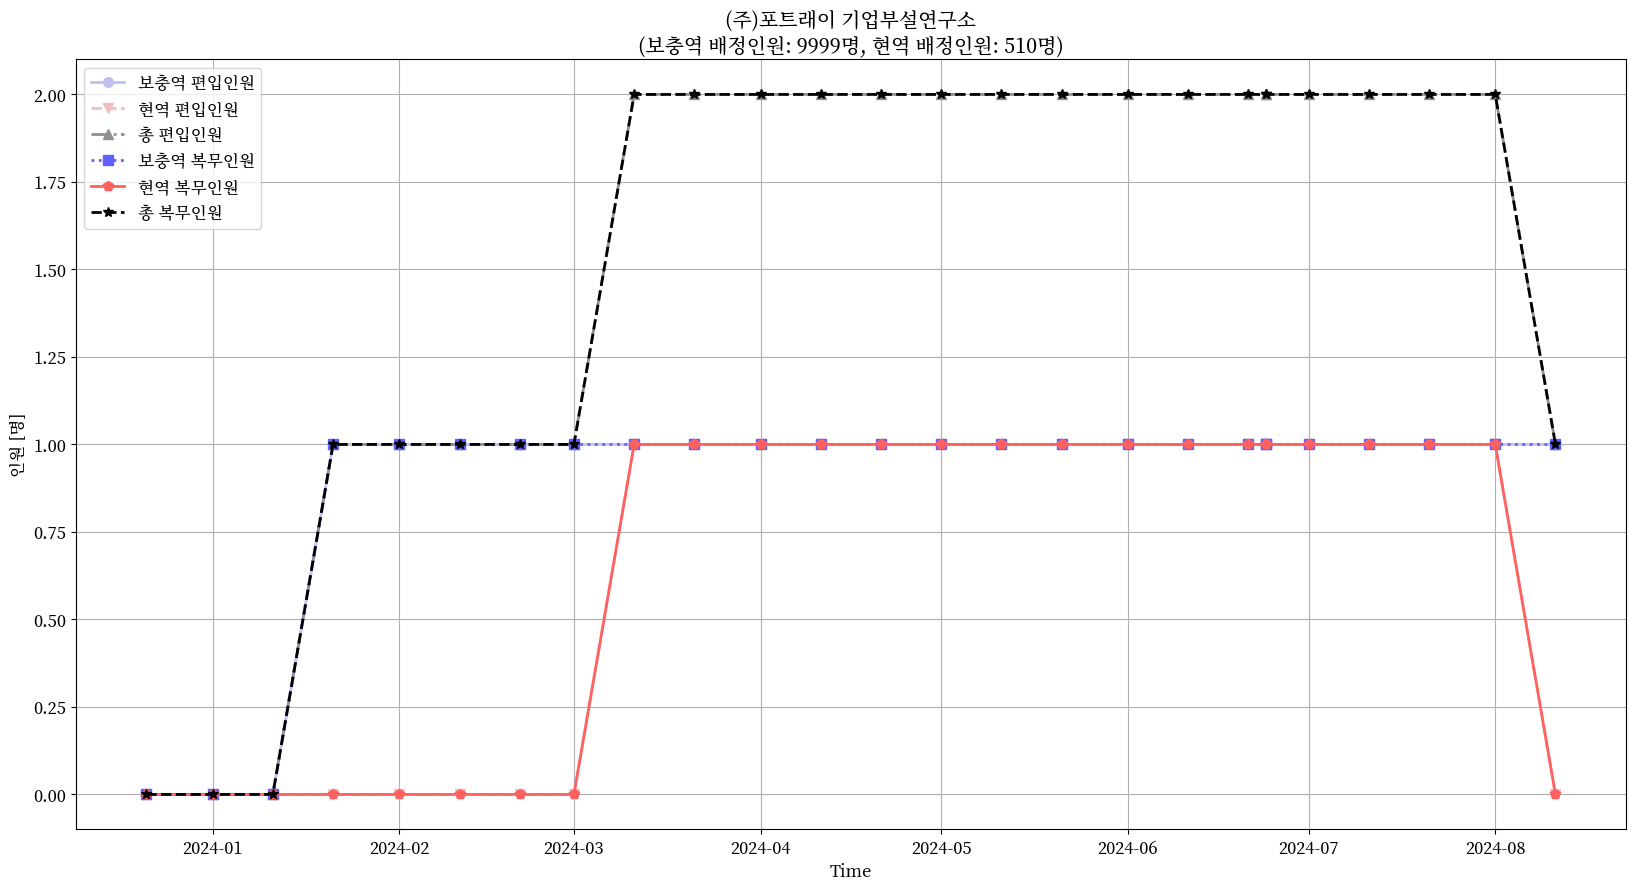 (주)포트래이 기업부설연구소
(보충역 배정인원: 9999명, 현역 배정인원: 510명)
보충역 편입인원
현역 편입인원
총 편입인원
보충역 복무인원
현역 복무인원
총 복무인원
인원 [명]
2.00
1.75
1.50
1.25
1.00
0.75
0.50
0.25
0.00
2024-01 2024-02 2024-03 2024-04 2024-05 2024-06 2024-07 2024-08
Time